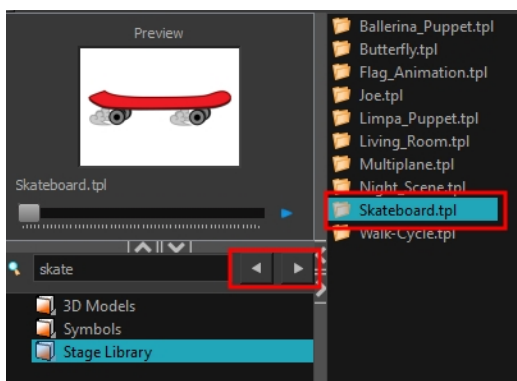 Preview
Skateboard.tpl
skate
3D Models
Symbols
Stage Library
Ballerina_Puppet.tpl
Butterfly.tpl
Flag_Animation.tpl
Joe.tpl
Limpa_Puppet.tpl
Living_Room.tpl
Multiplane.tpl
Night_Scene.tpl
Skateboard.tpl
Walk-Cycle.tpl